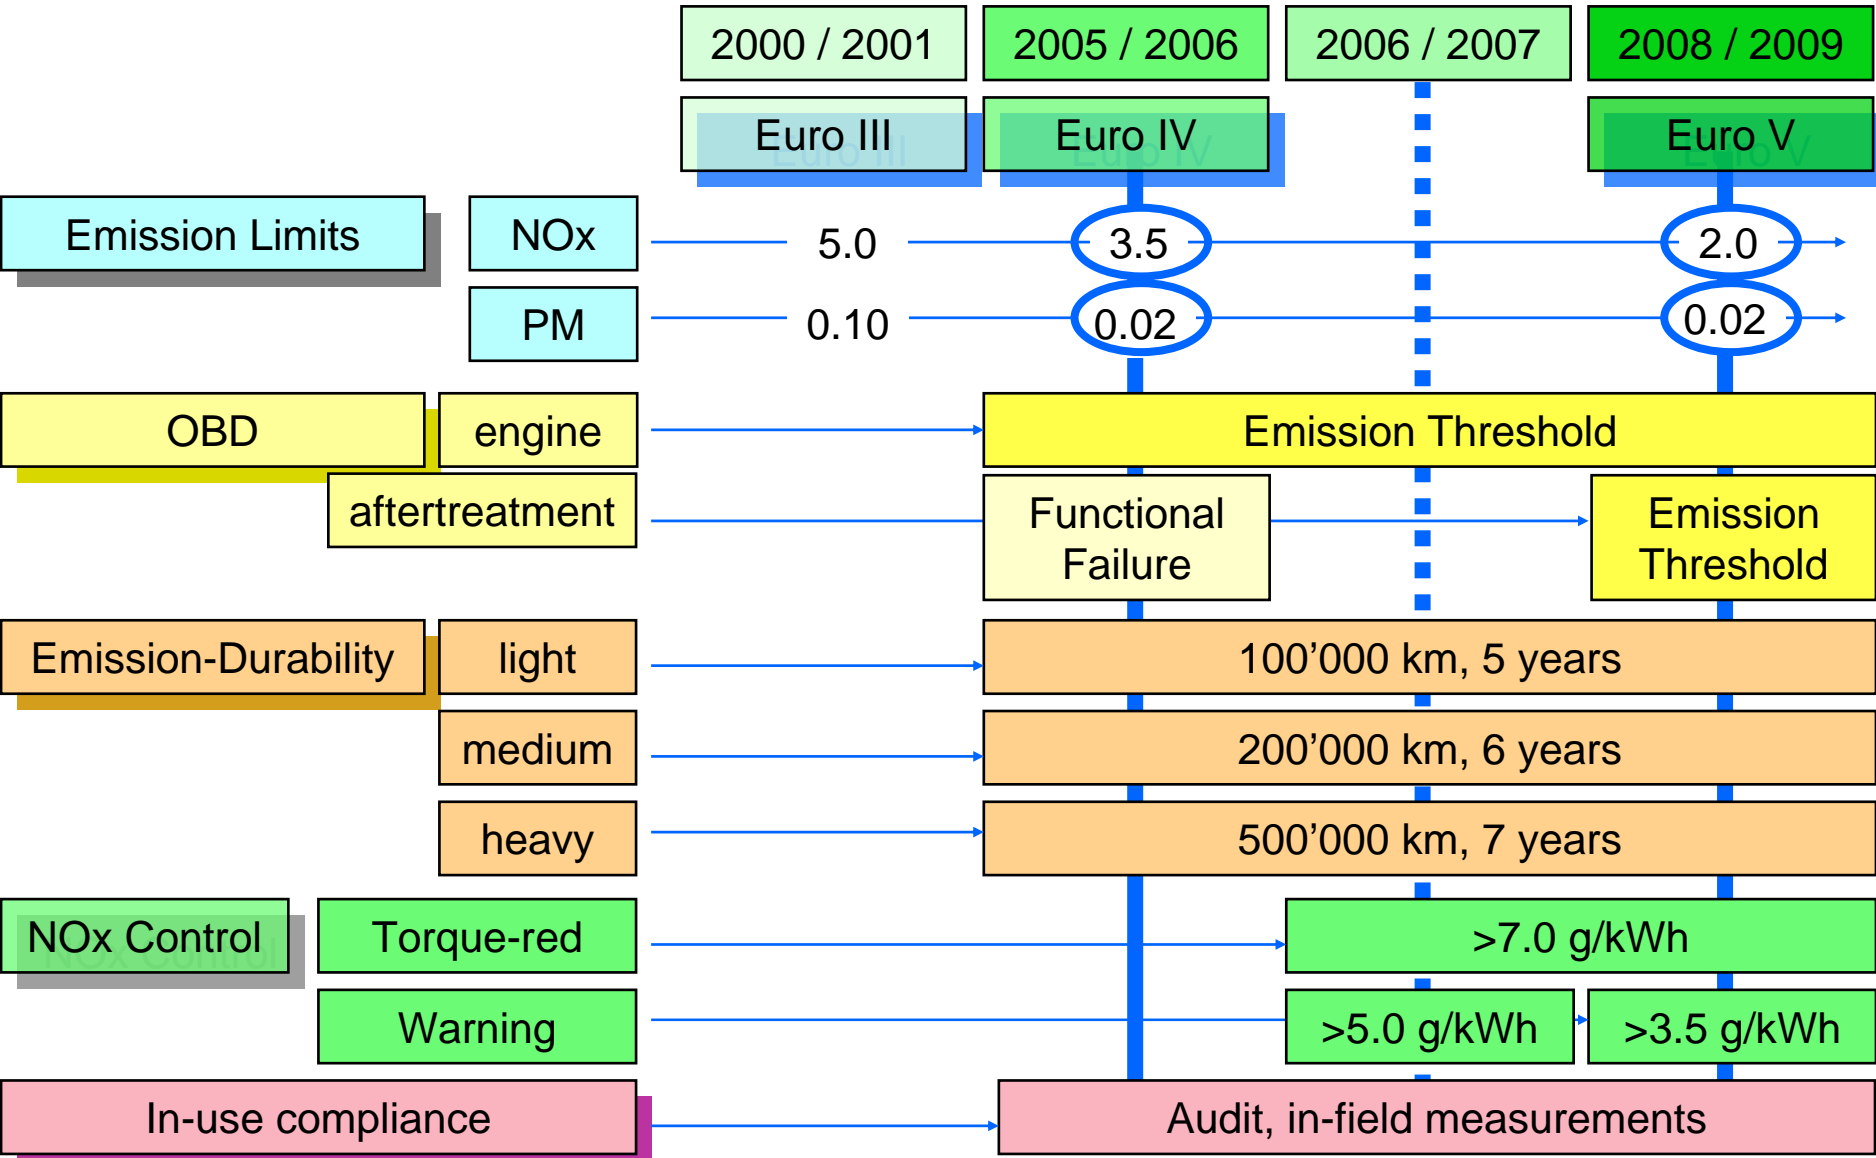 2000 / 2001 2005 / 2006 2006 / 2007 2008 / 2009
Euro III Euro IV Euro V
Emission Limits NOx 5.0 3.5 2.0
PM 0.10 0.02 0.02
OBD engine Emission Threshold
aftertreatment Functional Failure Emission Threshold
Emission-Durability light 100’000 km, 5 years
medium 200’000 km, 6 years
heavy 500’000 km, 7 years
NOx Control Torque-red >7.0 g/kWh
Warning >5.0 g/kWh >3.5 g/kWh
In-use compliance Audit, in-field measurements